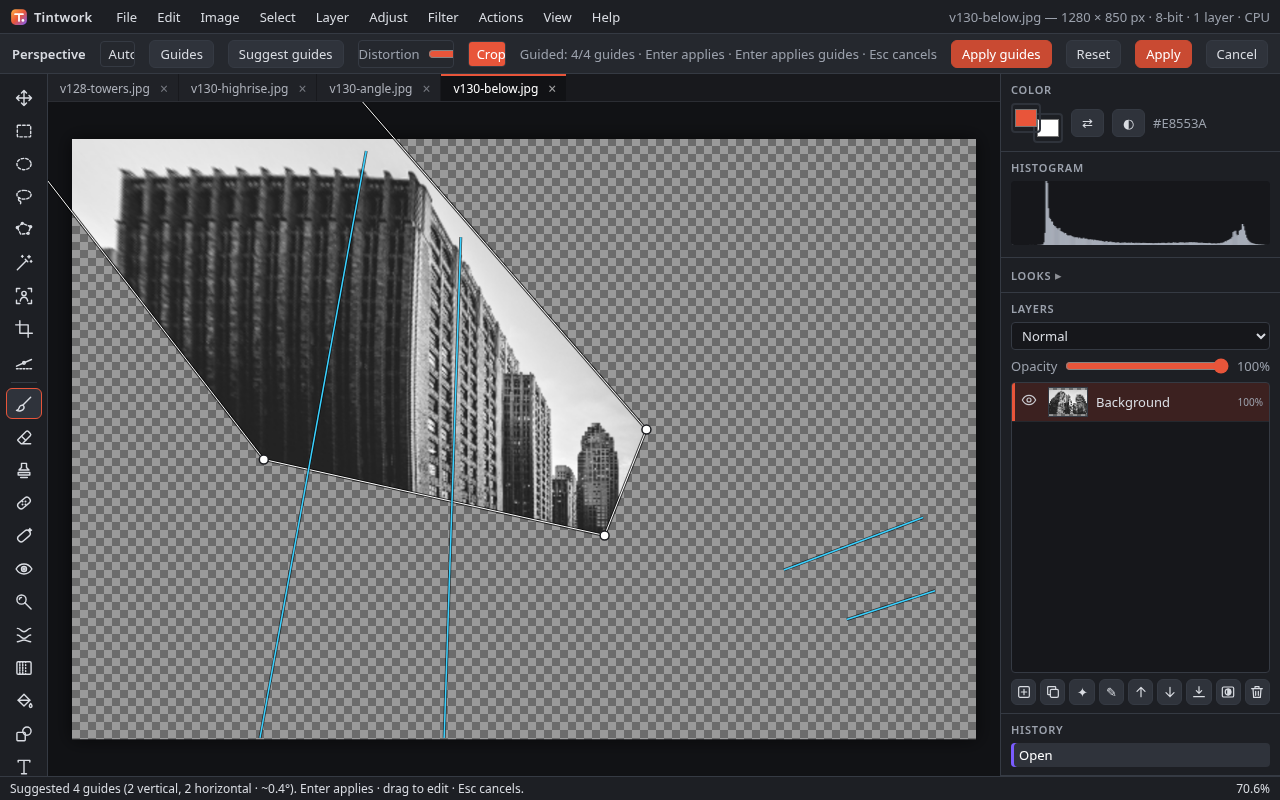 Tintwork File Edit Image Select Layer Adjust Filter Actions View Help v130-below.jpg — 1280 × 850 px · 8-bit · 1 layer · CPU
Perspective Auto Guides Suggest guides Distortion Crop Guided: 4/4 guides · Enter applies · Enter applies guides · Esc cancels Apply guides Reset Apply Cancel
v128-towers.jpg × v130-highrise.jpg × v130-angle.jpg × v130-below.jpg ×
COLOR
#E8553A
HISTOGRAM
LOOKS ▸
LAYERS
Normal
Opacity 100%
Background 100%
HISTORY
Open
Suggested 4 guides (2 vertical, 2 horizontal · ~0.4°). Enter applies · drag to edit · Esc cancels. 70.6%